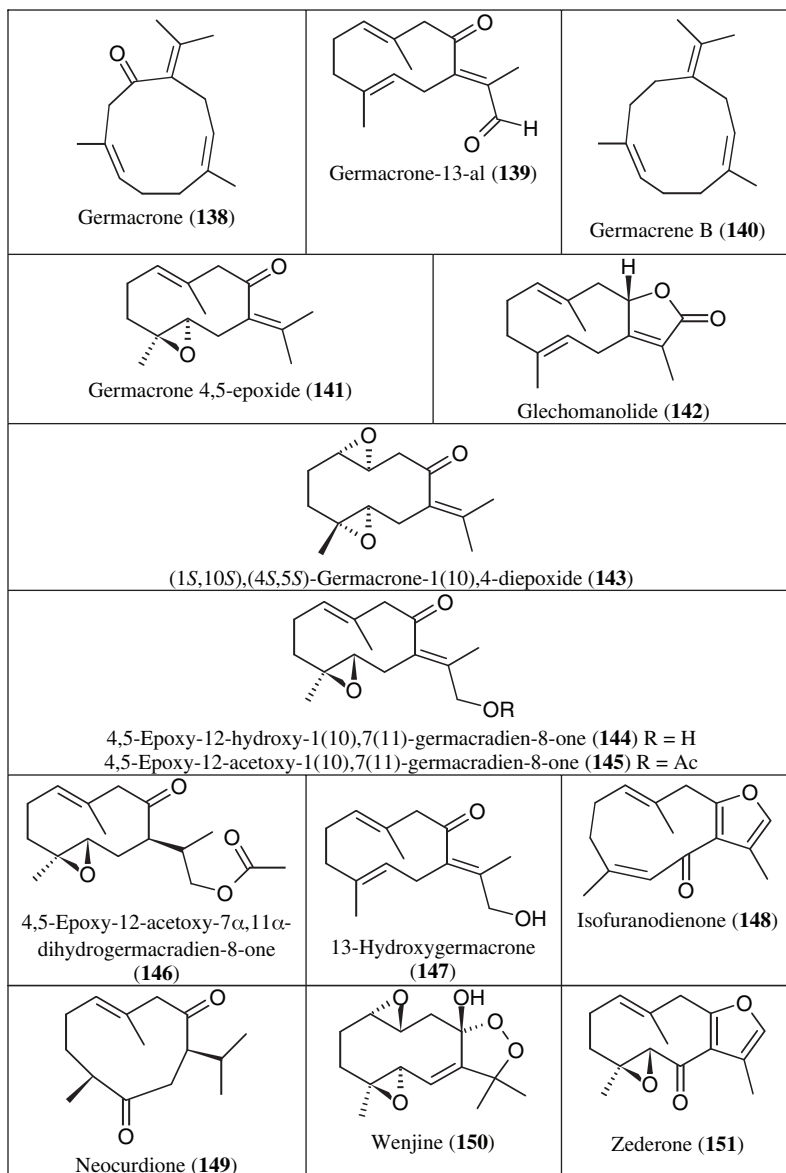 O
Germacrone (138)
O
O
H
Germacrone-13-al (139)
Germacrene B (140)
O
O
Germacrone 4,5-epoxide (141)
H
O
O
Glechomanolide (142)
O
O
O
(1S,10S),(4S,5S)-Germacrone-1(10),4-diepoxide (143)
O
O
OR
4,5-Epoxy-12-hydroxy-1(10),7(11)-germacradien-8-one (144) R = H
4,5-Epoxy-12-acetoxy-1(10),7(11)-germacradien-8-one (145) R = Ac
O
O
O
O
4,5-Epoxy-12-acetoxy-7α,11α-
dihydrogermacradien-8-one
(146)
O
OH
13-Hydroxygermacrone
(147)
O
O
Isofuranodienone (148)
O
O
Neocurdione (149)
O
OH
O
O
O
Wenjine (150)
O
O
O
Zederone (151)